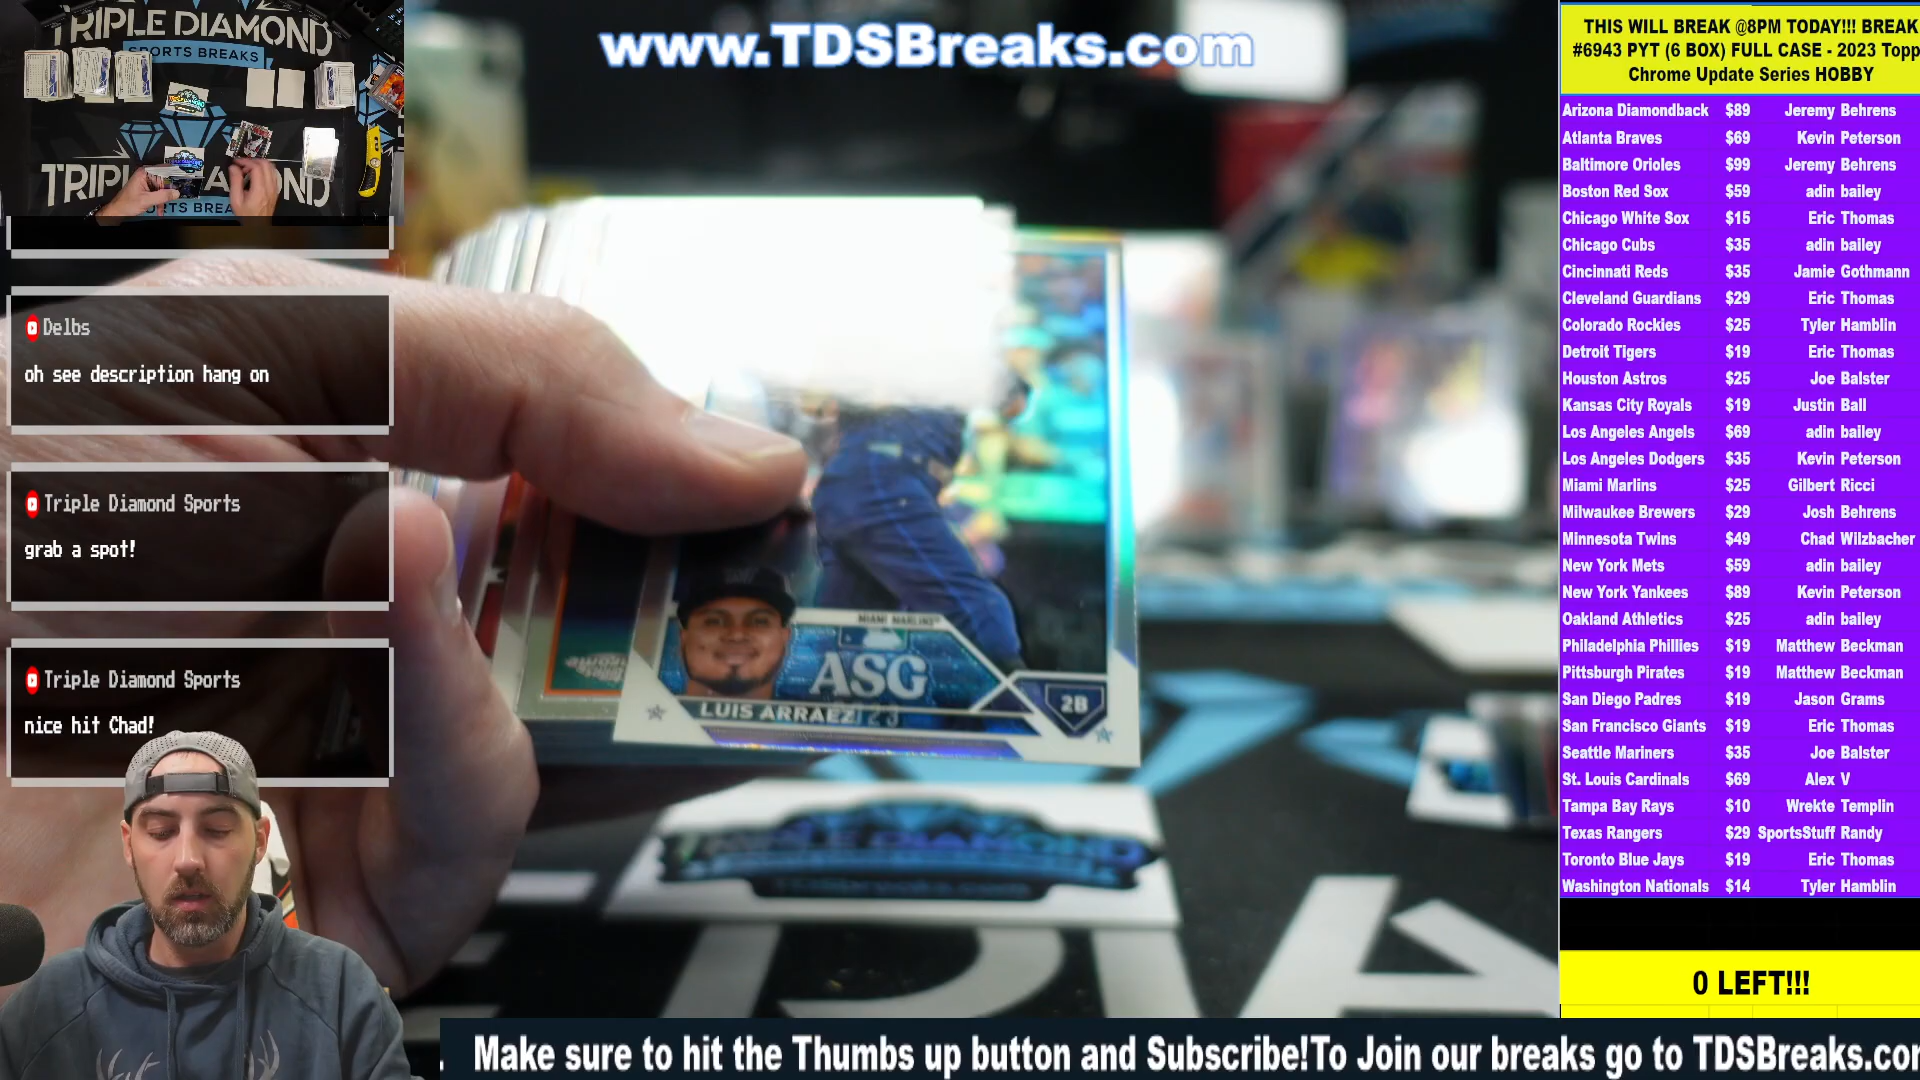 TRIPLE DIAMOND
SPORTS BREAKS
TRIPLE DIAMOND
www.TDSBreaks.com
Delbs
oh see description hang on
Triple Diamond Sports
grab a spot!
Triple Diamond Sports
nice hit Chad!
MIAMI MARLINS
ASG
LUIS ARRAEZ
2B
THIS WILL BREAK @8PM TODAY!!! BREAK
#6943 PYT (6 BOX) FULL CASE - 2023 Topp
Chrome Update Series HOBBY
Arizona Diamondback $89 Jeremy Behrens
Atlanta Braves $69 Kevin Peterson
Baltimore Orioles $99 Jeremy Behrens
Boston Red Sox $59 adin bailey
Chicago White Sox $15 Eric Thomas
Chicago Cubs $35 adin bailey
Cincinnati Reds $35 Jamie Gothmann
Cleveland Guardians $29 Eric Thomas
Colorado Rockies $25 Tyler Hamblin
Detroit Tigers $19 Eric Thomas
Houston Astros $25 Joe Balster
Kansas City Royals $19 Justin Ball
Los Angeles Angels $69 adin bailey
Los Angeles Dodgers $35 Kevin Peterson
Miami Marlins $25 Gilbert Ricci
Milwaukee Brewers $29 Josh Behrens
Minnesota Twins $49 Chad Wilzbacher
New York Mets $59 adin bailey
New York Yankees $89 Kevin Peterson
Oakland Athletics $25 adin bailey
Philadelphia Phillies $19 Matthew Beckman
Pittsburgh Pirates $19 Matthew Beckman
San Diego Padres $19 Jason Grams
San Francisco Giants $19 Eric Thomas
Seattle Mariners $35 Joe Balster
St. Louis Cardinals $69 Alex V
Tampa Bay Rays $10 Wrekte Templin
Texas Rangers $29 SportsStuff Randy
Toronto Blue Jays $19 Eric Thomas
Washington Nationals $14 Tyler Hamblin
0 LEFT!!!
. Make sure to hit the Thumbs up button and Subscribe!To Join our breaks go to TDSBreaks.com